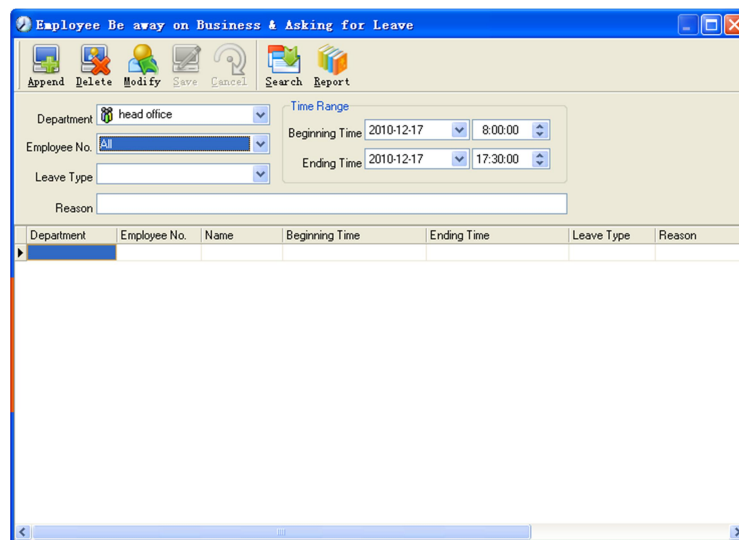 Employee Be away on Business & Asking for Leave
Append Delete Modify Save Cancel Search Report
Department head office
Employee No. All
Leave Type
Reason
Time Range
Beginning Time 2010-12-17 8:00:00
Ending Time 2010-12-17 17:30:00
Department Employee No. Name Beginning Time Ending Time Leave Type Reason